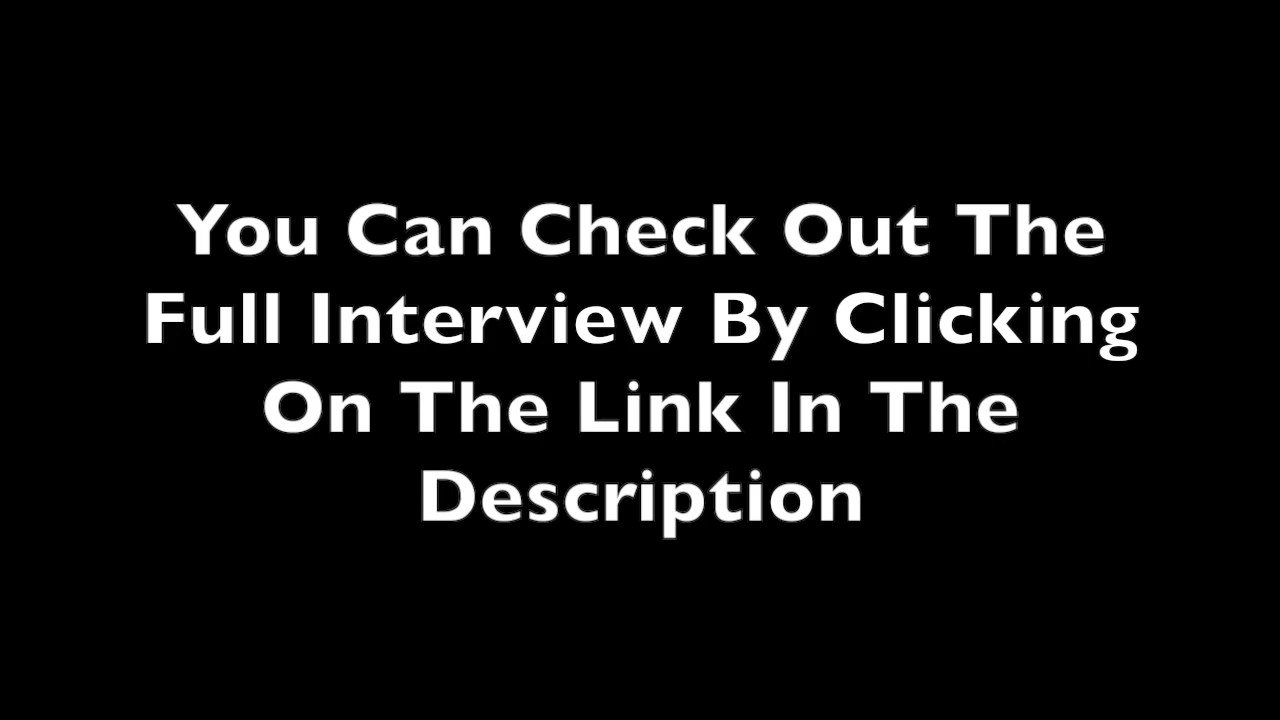 You Can Check Out The
Full Interview By Clicking
On The Link In The
Description